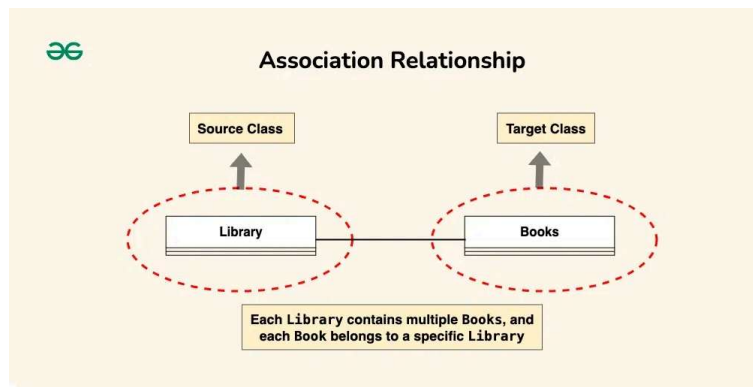 Association Relationship
Source Class
Target Class
Library
Books
Each Library contains multiple Books, and
each Book belongs to a specific Library